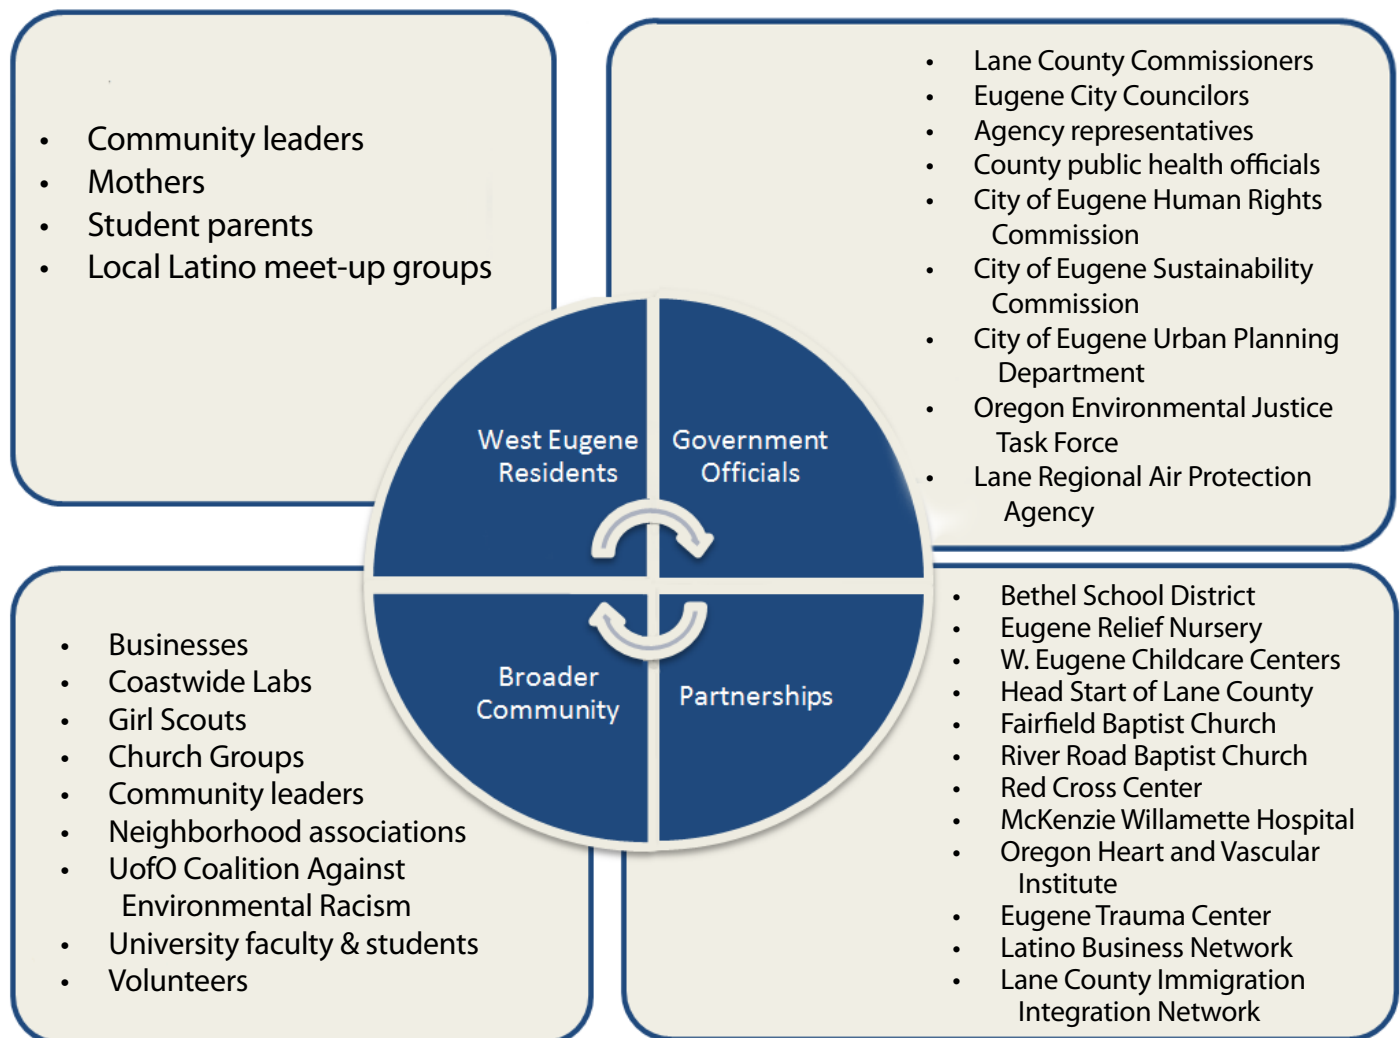 • Community leaders
• Mothers
• Student parents
• Local Latino meet-up groups
• Lane County Commissioners
• Eugene City Councilors
• Agency representatives
• County public health officials
• City of Eugene Human Rights
Commission
• City of Eugene Sustainability
Commission
• City of Eugene Urban Planning
Department
• Oregon Environmental Justice
Task Force
• Lane Regional Air Protection
Agency
West Eugene
Residents
Government
Officials
Broader
Community
Partnerships
• Businesses
• Coastwide Labs
• Girl Scouts
• Church Groups
• Community leaders
• Neighborhood associations
• UofO Coalition Against
Environmental Racism
• University faculty & students
• Volunteers
• Bethel School District
• Eugene Relief Nursery
• W. Eugene Childcare Centers
• Head Start of Lane County
• Fairfield Baptist Church
• River Road Baptist Church
• Red Cross Center
• McKenzie Willamette Hospital
• Oregon Heart and Vascular
Institute
• Eugene Trauma Center
• Latino Business Network
• Lane County Immigration
Integration Network